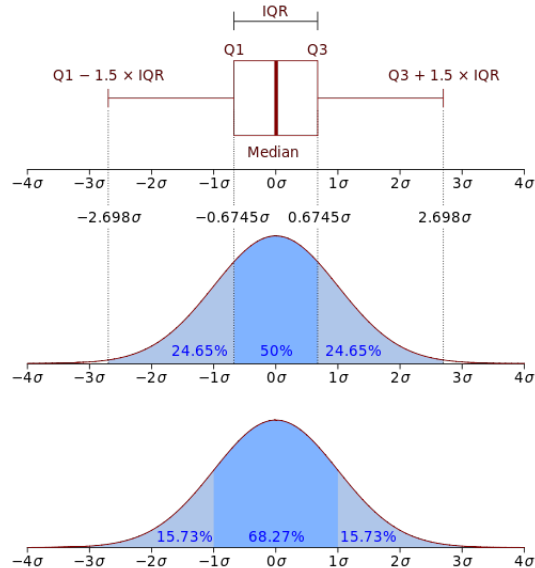 IQR
Q1 Q3
Q1 − 1.5 × IQR Q3 + 1.5 × IQR
Median
−4σ −3σ −2σ −1σ 0σ 1σ 2σ 3σ 4σ
−2.698σ −0.6745σ 0.6745σ 2.698σ
24.65% 50% 24.65%
−4σ −3σ −2σ −1σ 0σ 1σ 2σ 3σ 4σ
15.73% 68.27% 15.73%
−4σ −3σ −2σ −1σ 0σ 1σ 2σ 3σ 4σ